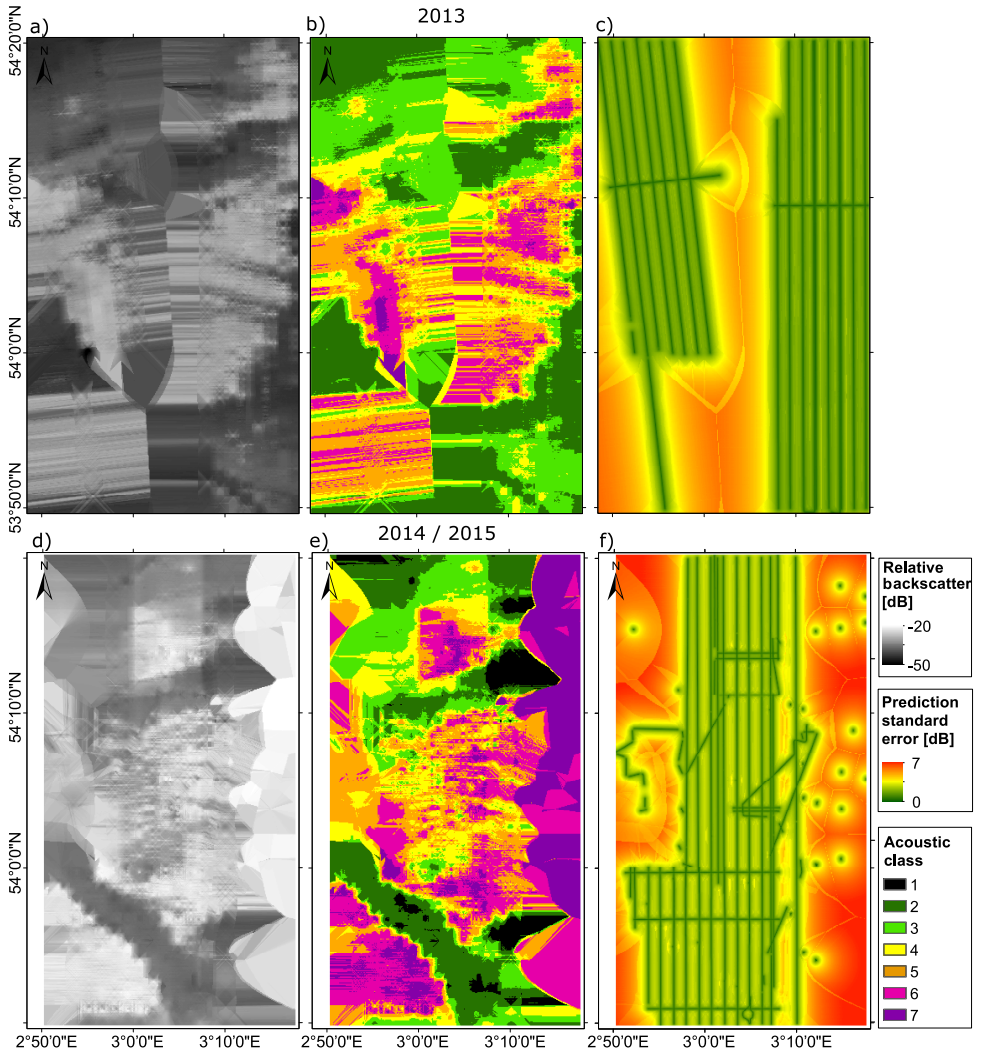 2013
a)
b)
c)
N
N
54°20'0"N
54°10'0"N
54°0'0"N
53°50'0"N
2°50'0"E
3°0'0"E
3°10'0"E
2°50'0"E
3°0'0"E
3°10'0"E
2°50'0"E
3°0'0"E
3°10'0"E
2014 / 2015
d)
e)
f)
N
N
N
54°10'0"N
54°0'0"N
Relative
backscatter
[dB]
-20
-50
Prediction
standard
error [dB]
7
0
Acoustic
class
1
2
3
4
5
6
7